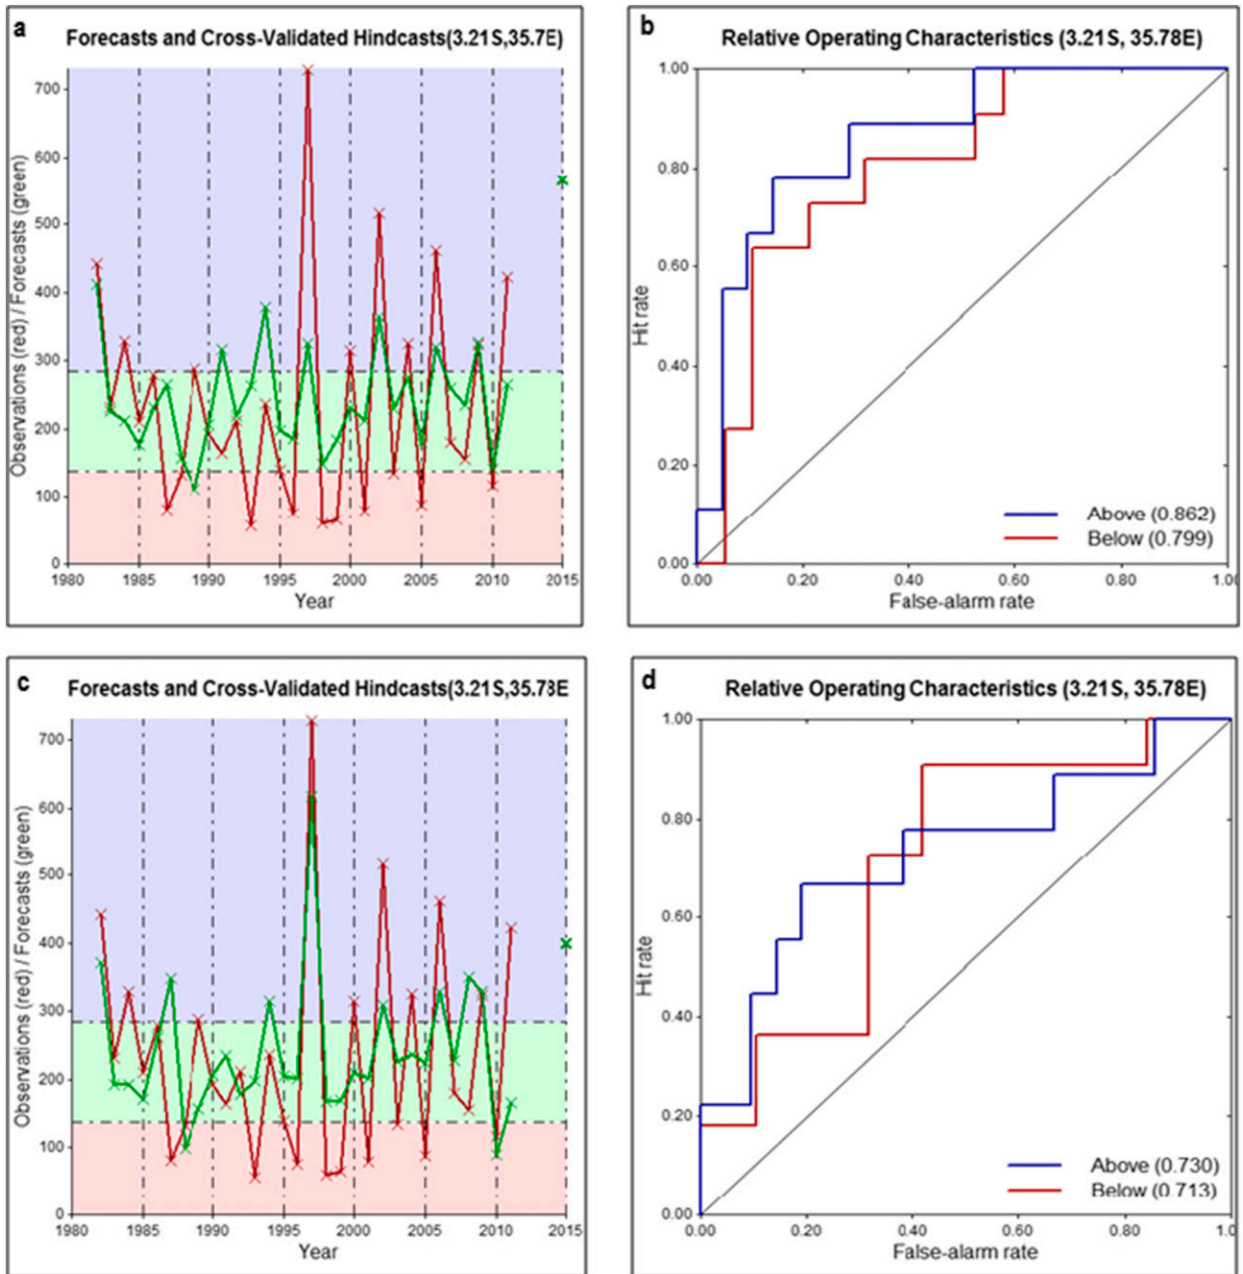 a
Forecasts and Cross-Validated Hindcasts(3.21S,35.7E)
700
600
500
400
300
200
100
0
1980 1985 1990 1995 2000 2005 2010 2015
Year
Observations (red) / Forecasts (green)
b
Relative Operating Characteristics (3.21S, 35.78E)
1.00
0.80
0.60
0.40
0.20
0.00
0.00 0.20 0.40 0.60 0.80 1.00
False-alarm rate
Hit rate
Above (0.862)
Below (0.799)
c
Forecasts and Cross-Validated Hindcasts(3.21S,35.73E
700
600
500
400
300
200
100
0
1980 1985 1990 1995 2000 2005 2010 2015
Year
Observations (red) / Forecasts (green)
d
Relative Operating Characteristics (3.21S, 35.78E)
1.00
0.80
0.60
0.40
0.20
0.00
0.00 0.20 0.40 0.60 0.80 1.0
False-alarm rate
Hit rate
Above (0.730)
Below (0.713)